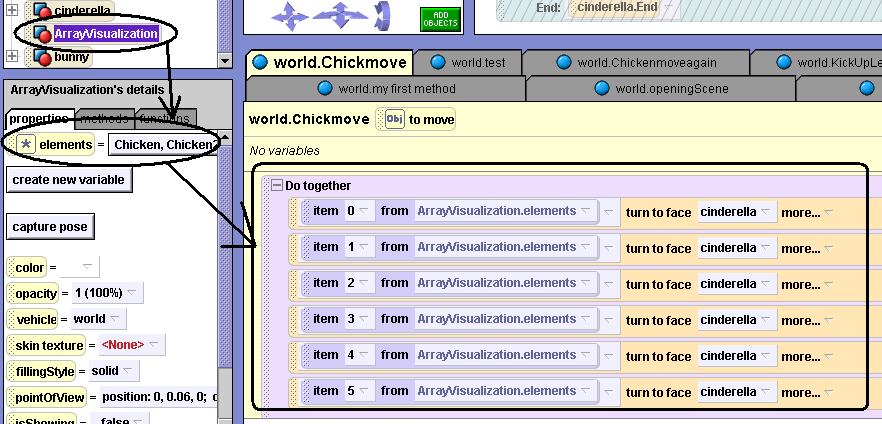 cinderella
ArrayVisualization
bunny
ADD
OBJECTS
End: cinderella.End
ArrayVisualization's details
properties methods functions
elements = Chicken, Chicken
create new variable
capture pose
color =
opacity = 1 (100%)
vehicle = world
skin texture = <None>
fillingStyle = solid
pointOfView = position: 0, 0.06, 0; o
isShowing = false
world.Chickmove world.test world.Chickenmoveagain world.KickUpLe
world.my first method world.openingScene
world.Chickmove Obj to move
No variables
Do together
item 0 from ArrayVisualization.elements turn to face cinderella more...
item 1 from ArrayVisualization.elements turn to face cinderella more...
item 2 from ArrayVisualization.elements turn to face cinderella more...
item 3 from ArrayVisualization.elements turn to face cinderella more...
item 4 from ArrayVisualization.elements turn to face cinderella more...
item 5 from ArrayVisualization.elements turn to face cinderella more...